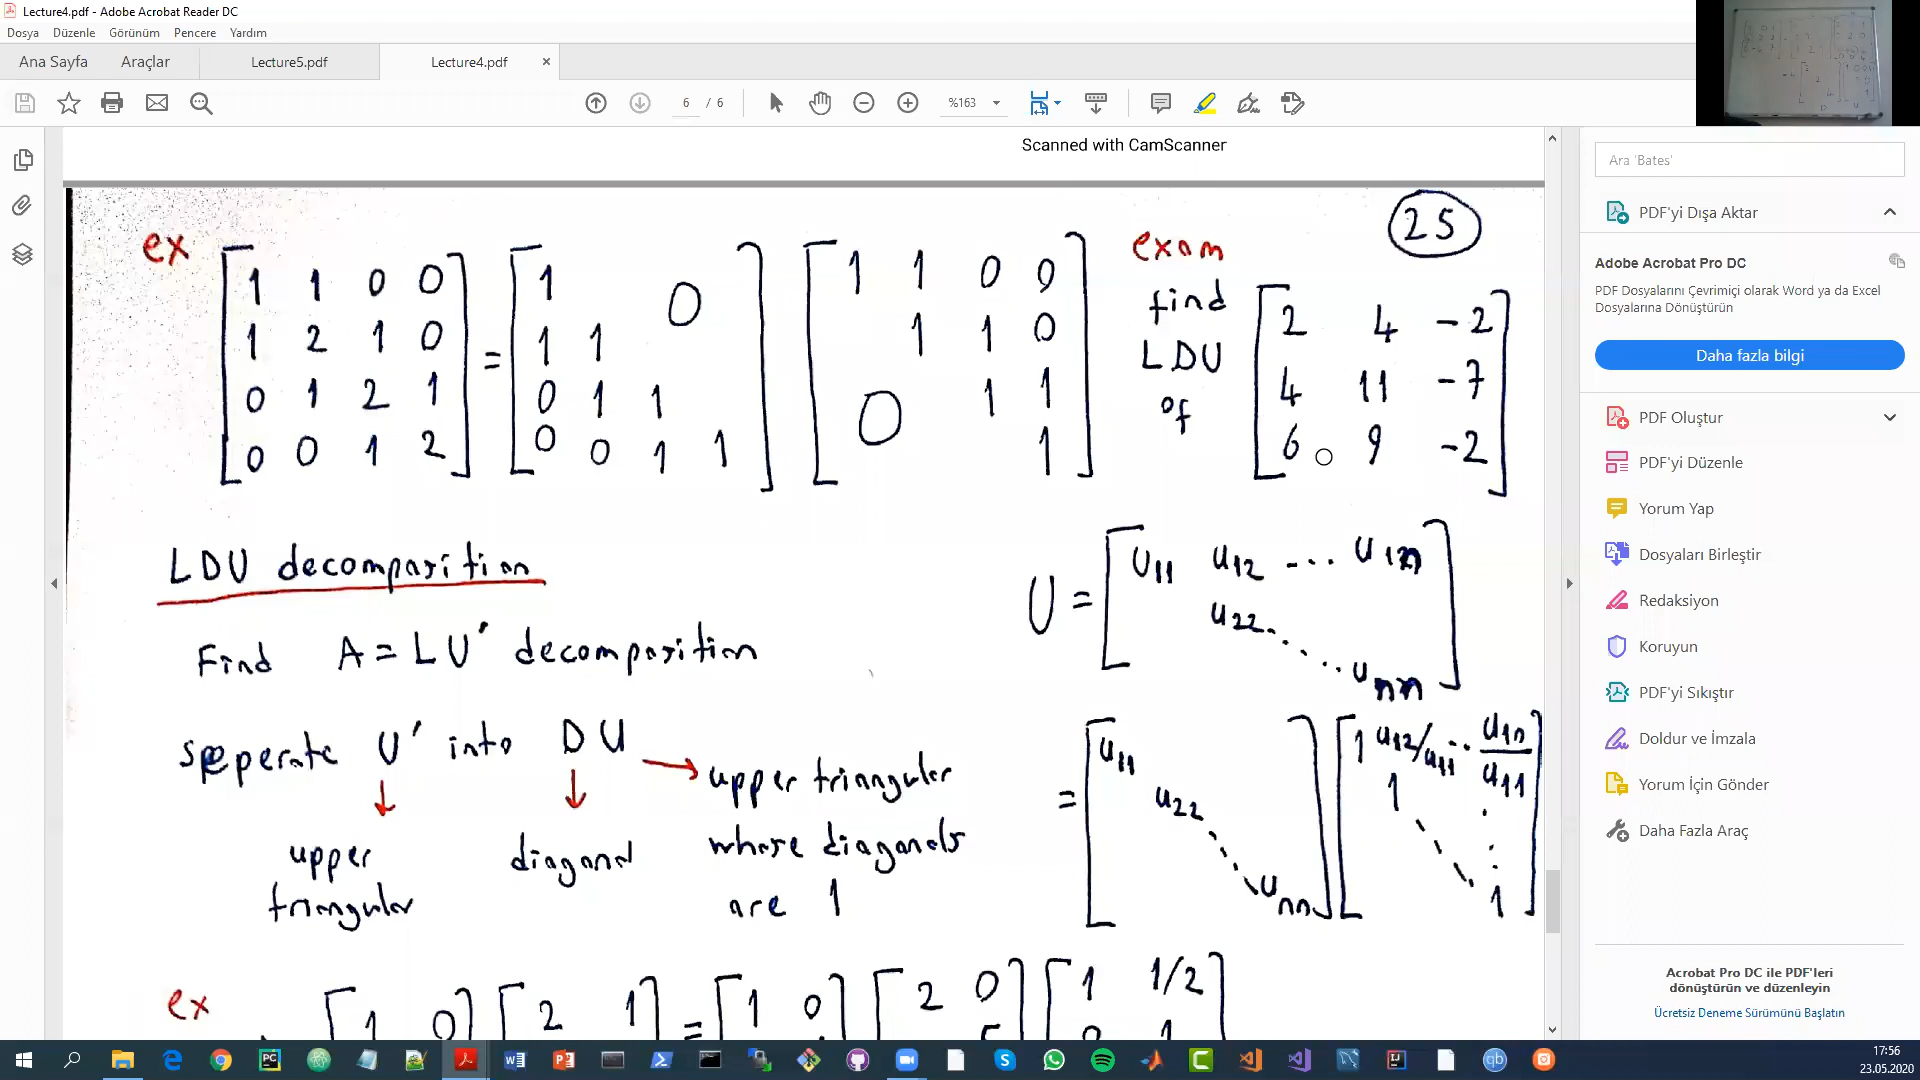 Lecture4.pdf - Adobe Acrobat Reader DC
Dosya Düzenle Görünüm Pencere Yardım
Ana Sayfa Araçlar Lecture5.pdf Lecture4.pdf ×
6 / 6 %163
Scanned with CamScanner
25
ex
1 1 0 0
1 2 1 0
0 1 2 1
0 0 1 2
=
1 0
1 1
0 1 1
0 0 1 1
1 1 0 0
1 1 0
0 1 1
1
exam
find
LDU
of
2 4 -2
4 11 -7
6 9 -2
LDU decomposition
Find A = LU' decomposition
seperate U' into DU
upper
triangular
diagonal
upper triangular
whose diagonals
are 1
U =
u11 u12 ... u1n
u22
unn
=
u11
u22
unn
1 u12/u11 .. u1n/u11
1
1
ex
1 0
2 1
=
1 0
2 0
1 1/2
0 1
Ara 'Bates'
PDF'yi Dışa Aktar
Adobe Acrobat Pro DC
PDF Dosyalarını Çevrimiçi olarak Word ya da Excel
Dosyalarına Dönüştürün
Daha fazla bilgi
PDF Oluştur
PDF'yi Düzenle
Yorum Yap
Dosyaları Birleştir
Redaksiyon
Koruyun
PDF'yi Sıkıştır
Doldur ve İmzala
Yorum İçin Gönder
Daha Fazla Araç
Acrobat Pro DC ile PDF'leri
dönüştürün ve düzenleyin
Ücretsiz Deneme Sürümünü Başlatın
17:56
23.05.2020